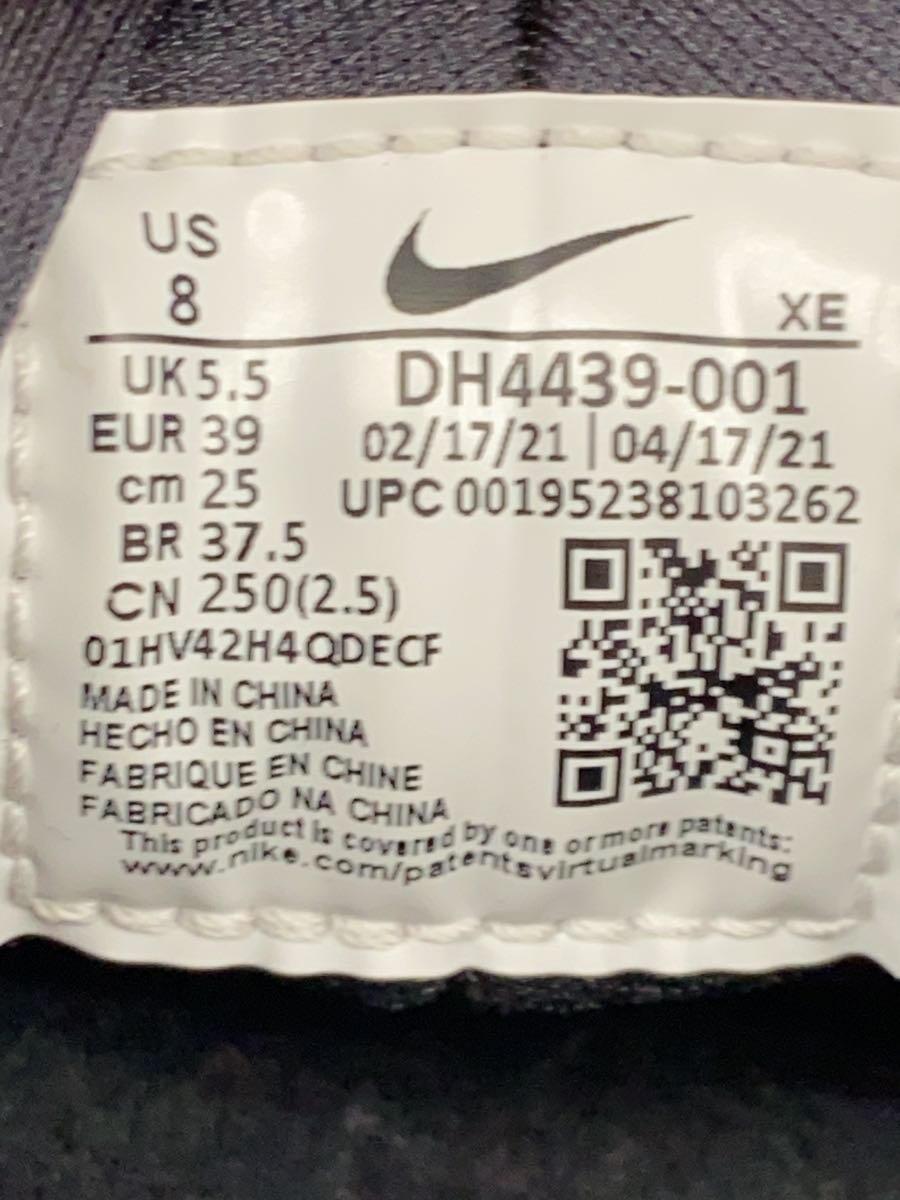 US
8
XE
UK 5.5
EUR 39
cm 25
BR 37.5
CN 250(2.5)
DH4439-001
02/17/21 | 04/17/21
UPC 00195238103262
01HV42H4QDECF
MADE IN CHINA
HECHO EN CHINA
FABRIQUE EN CHINE
FABRICADO NA CHINA
This product is covered by one or more patents:
www.nike.com/patentsvirtualmarking